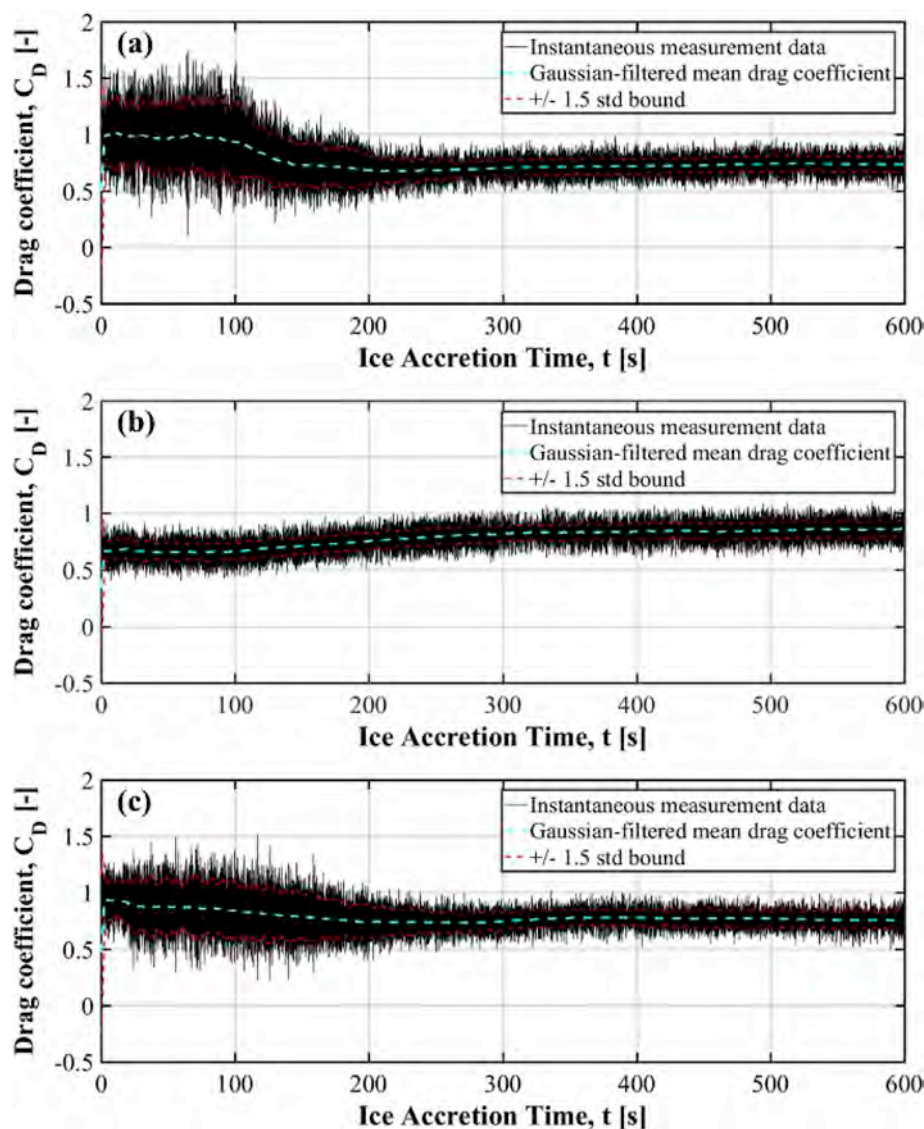 (a)
Drag coefficient, C_D [-]
2
1.5
1
0.5
0
-0.5
Instantaneous measurement data
Gaussian-filtered mean drag coefficient
+/- 1.5 std bound
0 100 200 300 400 500 600
Ice Accretion Time, t [s]
(b)
Drag coefficient, C_D [-]
2
1.5
1
0.5
0
-0.5
Instantaneous measurement data
Gaussian-filtered mean drag coefficient
+/- 1.5 std bound
0 100 200 300 400 500 600
Ice Accretion Time, t [s]
(c)
Drag coefficient, C_D [-]
2
1.5
1
0.5
0
-0.5
Instantaneous measurement data
Gaussian-filtered mean drag coefficient
+/- 1.5 std bound
0 100 200 300 400 500 600
Ice Accretion Time, t [s]